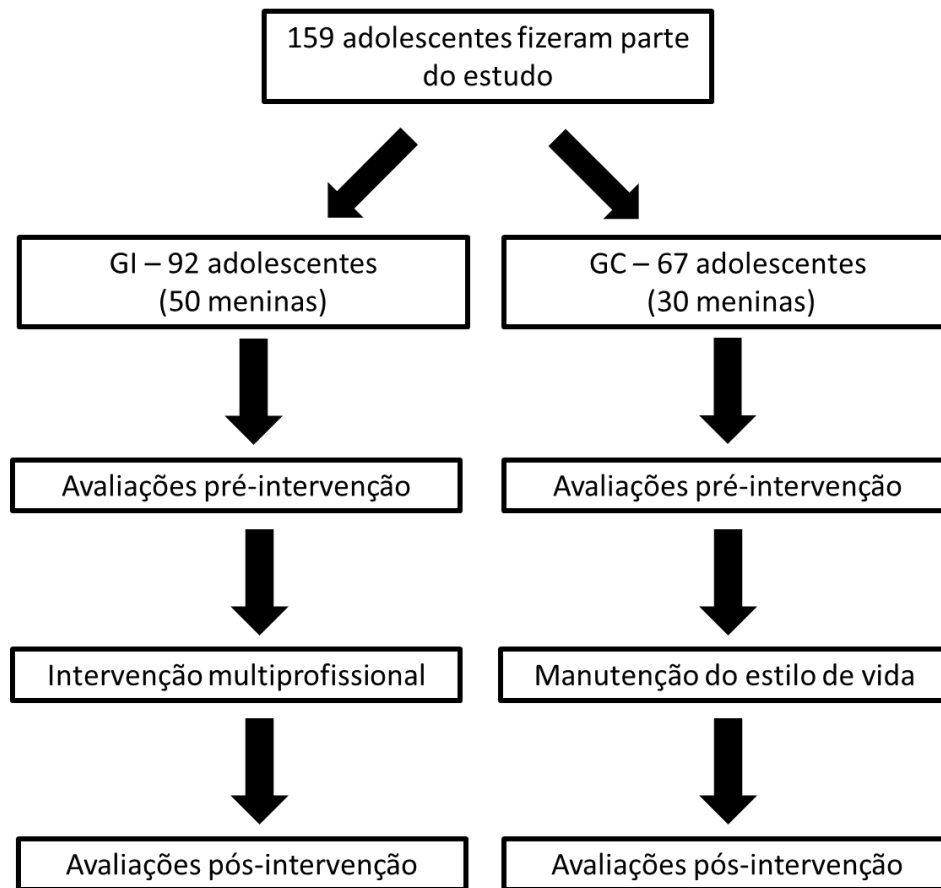 159 adolescentes fizeram parte
do estudo
GI – 92 adolescentes
(50 meninas)
GC – 67 adolescentes
(30 meninas)
Avaliações pré-intervenção
Avaliações pré-intervenção
Intervenção multiprofissional
Manutenção do estilo de vida
Avaliações pós-intervenção
Avaliações pós-intervenção